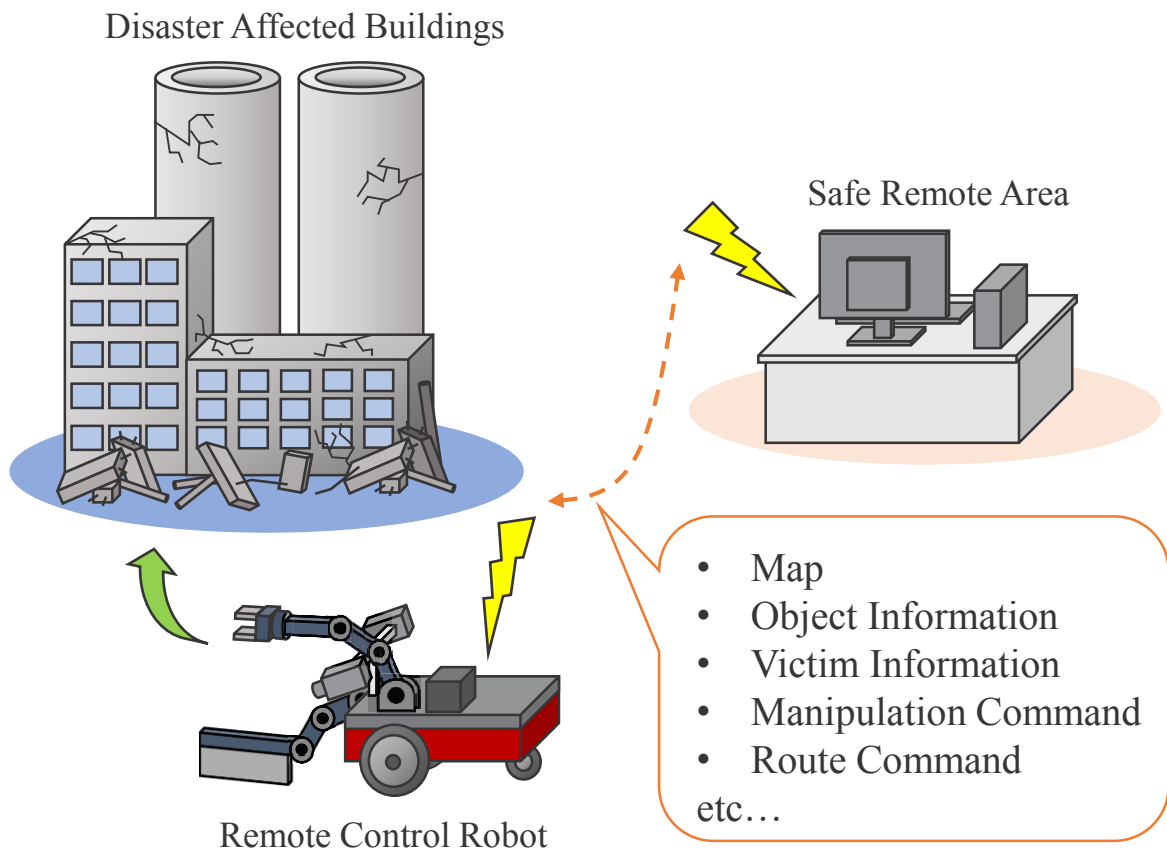 Disaster Affected Buildings
Safe Remote Area
• Map
• Object Information
• Victim Information
• Manipulation Command
• Route Command
etc…
Remote Control Robot